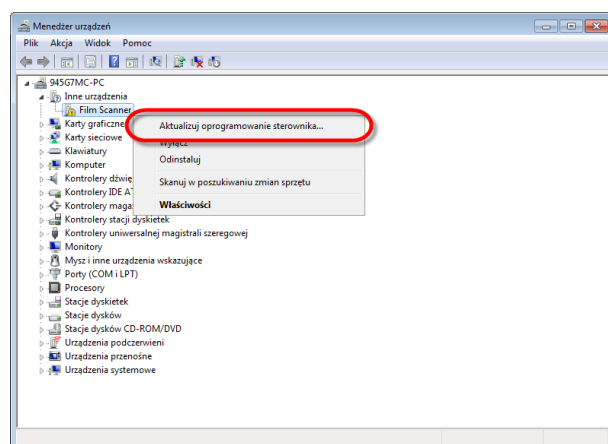 Menedżer urządzeń
Plik Akcja Widok Pomoc
945G7MC-PC
Inne urządzenia
Film Scanner
Karty graficzne
Aktualizuj oprogramowanie sterownika...
Karty sieciowe
Wyłącz
Klawiatury
Odinstaluj
Komputer
Kontrolery dźwię
Skanuj w poszukiwaniu zmian sprzętu
Kontrolery IDE AT
Kontrolery maga
Właściwości
Kontrolery stacji dyskietek
Kontrolery uniwersalnej magistrali szeregowej
Monitory
Mysz i inne urządzenia wskazujące
Porty (COM i LPT)
Procesory
Stacje dyskietek
Stacje dysków
Stacje dysków CD-ROM/DVD
Urządzenia podczerwieni
Urządzenia przenośne
Urządzenia systemowe